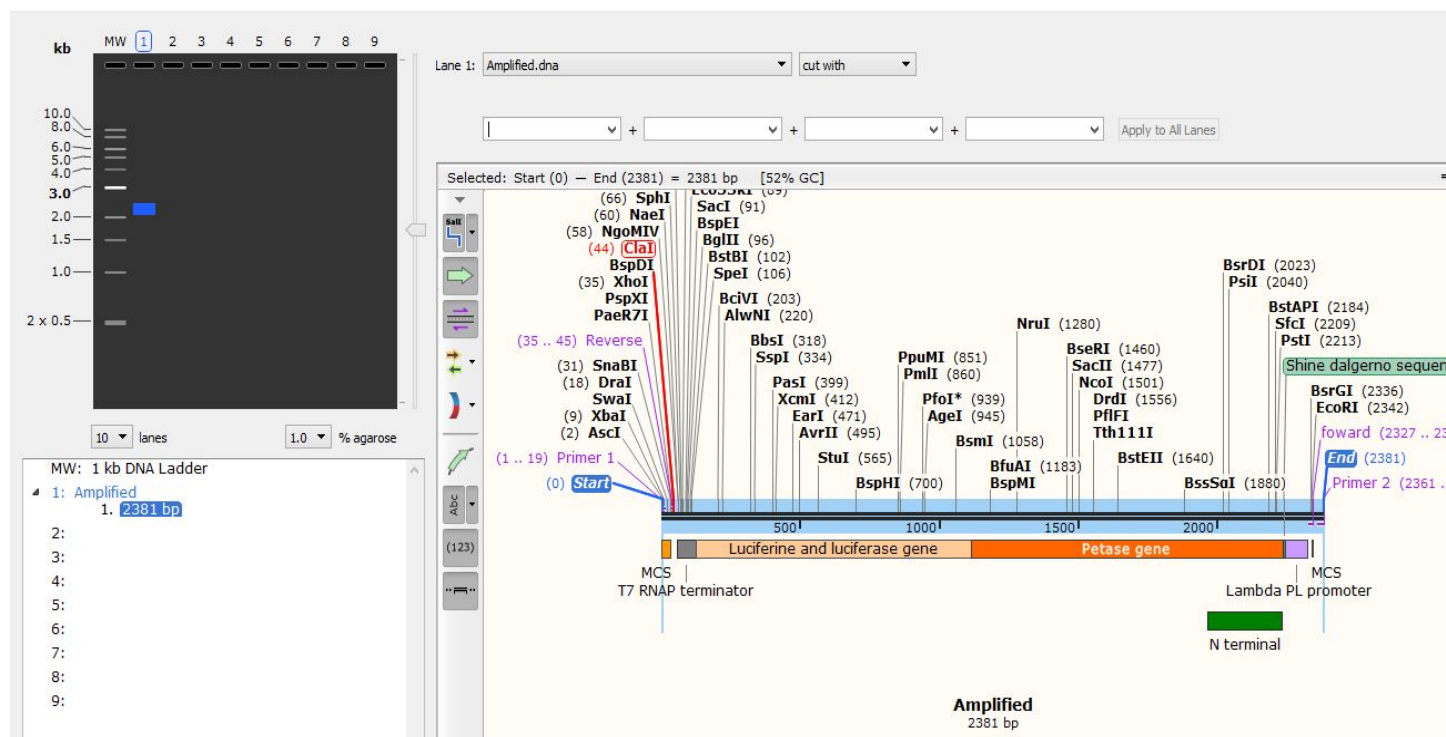 kb
MW 1 2 3 4 5 6 7 8 9
10.0
8.0
6.0
5.0
4.0
3.0
2.0
1.5
1.0
2 x 0.5
10 lanes
1.0 % agarose
MW: 1 kb DNA Ladder
1: Amplified
1. 2381 bp
2:
3:
4:
5:
6:
7:
8:
9:
Lane 1: Amplified.dna cut with
+ + + Apply to All Lanes
Selected: Start (0) — End (2381) = 2381 bp [52% GC]
(66) SphI
(60) NaeI
(58) NgoMIV
(44) ClaI
BspDI
(35) XhoI
PspXI
PaeR7I
(35 .. 45) Reverse
(31) SnaBI
(18) DraI
SwaI
(9) XbaI
(2) AscI
(1 .. 19) Primer 1
(0) Start
Eco53kI (89)
SacI (91)
BspEI
BglII (96)
BstBI (102)
SpeI (106)
BciVI (203)
AlwNI (220)
BbsI (318)
SspI (334)
PasI (399)
XcmI (412)
EarI (471)
AvrII (495)
StuI (565)
BspHI (700)
PpuMI (851)
PmlI (860)
PfoI* (939)
AgeI (945)
BsmI (1058)
BfuAI (1183)
BspMI
NruI (1280)
BseRI (1460)
SacII (1477)
NcoI (1501)
DrdI (1556)
PflFI
Tth111I
BstEII (1640)
BssSαI (1880)
BsrDI (2023)
PsiI (2040)
BstAPI (2184)
SfcI (2209)
PstI (2213)
Shine dalgerno sequen
BsrGI (2336)
EcoRI (2342)
foward (2327 .. 23
End (2381)
Primer 2 (2361 ..
500 1000 1500 2000
Luciferine and luciferase gene
Petase gene
MCS
T7 RNAP terminator
MCS
Lambda PL promoter
N terminal
Amplified
2381 bp
SalI
Abc
(123)